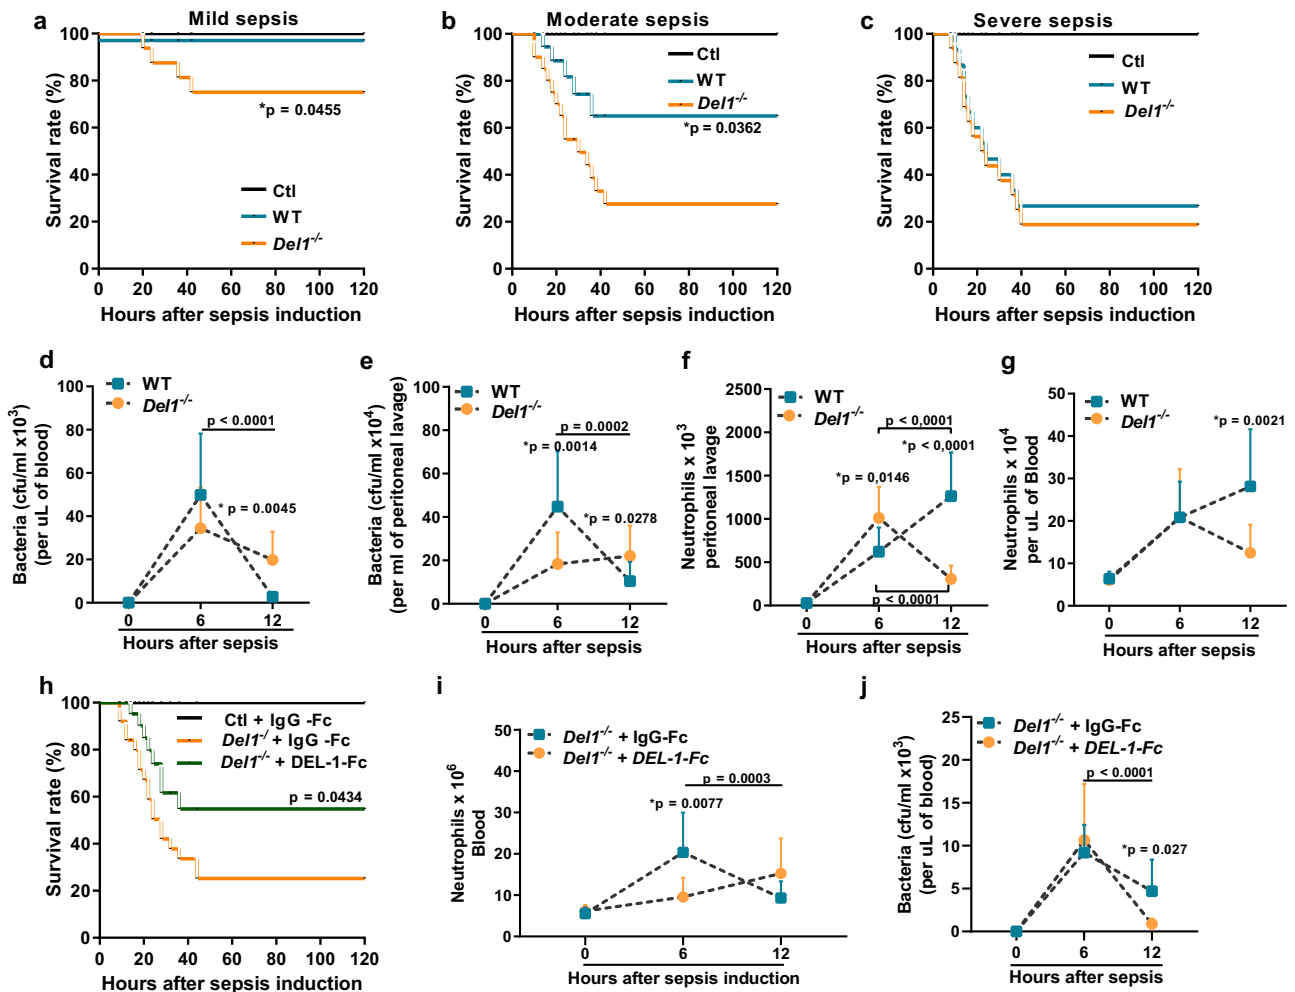 a
Mild sepsis
Survival rate (%)
100
80
60
40
20
0
0 20 40 60 80 100 120
Hours after sepsis induction
*p = 0.0455
Ctl
WT
Del1-/-
b
Moderate sepsis
Survival rate (%)
100
80
60
40
20
0
0 20 40 60 80 100 120
Hours after sepsis induction
Ctl
WT
Del1-/-
*p = 0.0362
c
Severe sepsis
Survival rate (%)
100
80
60
40
20
0
0 20 40 60 80 100 120
Hours after sepsis induction
Ctl
WT
Del1-/-
d
WT
Del1-/-
Bacteria (cfu/ml x103)
(per uL of blood)
100
80
60
40
20
0
p < 0.0001
* p = 0.0045
0 6 12
Hours after sepsis
e
WT
Del1-/-
Bacteria (cfu/ml x104)
(per ml of peritoneal lavage)
100
80
60
40
20
0
p = 0.0002
*p = 0.0014
*p = 0.0278
0 6 12
Hours after sepsis
f
WT
Del1-/-
Neutrophils x 103
peritoneal lavage
2500
2000
1500
1000
500
0
p <,0001
*p < 0,0001
*p = 0,0146
p < 0.0001
0 6 12
Hours after sepsis
g
WT
Del1-/-
Neutrophils x 104
per uL of Blood
50
40
30
20
10
0
*p = 0.0021
0 6 12
Hours after sepsis
h
Survival rate (%)
100
80
60
40
20
0
0 20 40 60 80 100 120
Hours after sepsis induction
Ctl + IgG -Fc
Del1-/ + IgG -Fc
Del1-/- + DEL-1-Fc
p = 0.0434
i
Del1-/- + IgG-Fc
Del1-/- + DEL-1-Fc
Neutrophils x 106
Blood
50
40
30
20
10
0
p = 0.0003
*p = 0.0077
0 6 12
Hours after sepsis induction
j
Del1-/- + IgG-Fc
Del1-/- + DEL-1-Fc
Bacteria (cfu/ml x103)
(per uL of blood)
25
20
15
10
5
0
p < 0.0001
*p = 0.027
0 6 12
Hours after sepsis